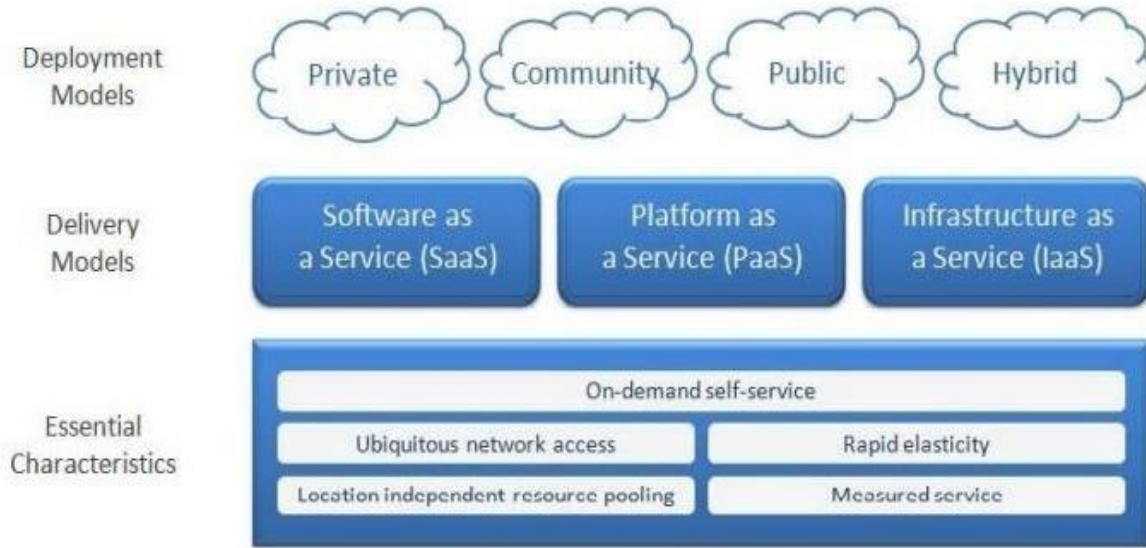 Deployment
Models
Private
Community
Public
Hybrid
Delivery
Models
Software as
a Service (SaaS)
Platform as
a Service (PaaS)
Infrastructure as
a Service (IaaS)
Essential
Characteristics
On-demand self-service
Ubiquitous network access
Rapid elasticity
Location independent resource pooling
Measured service